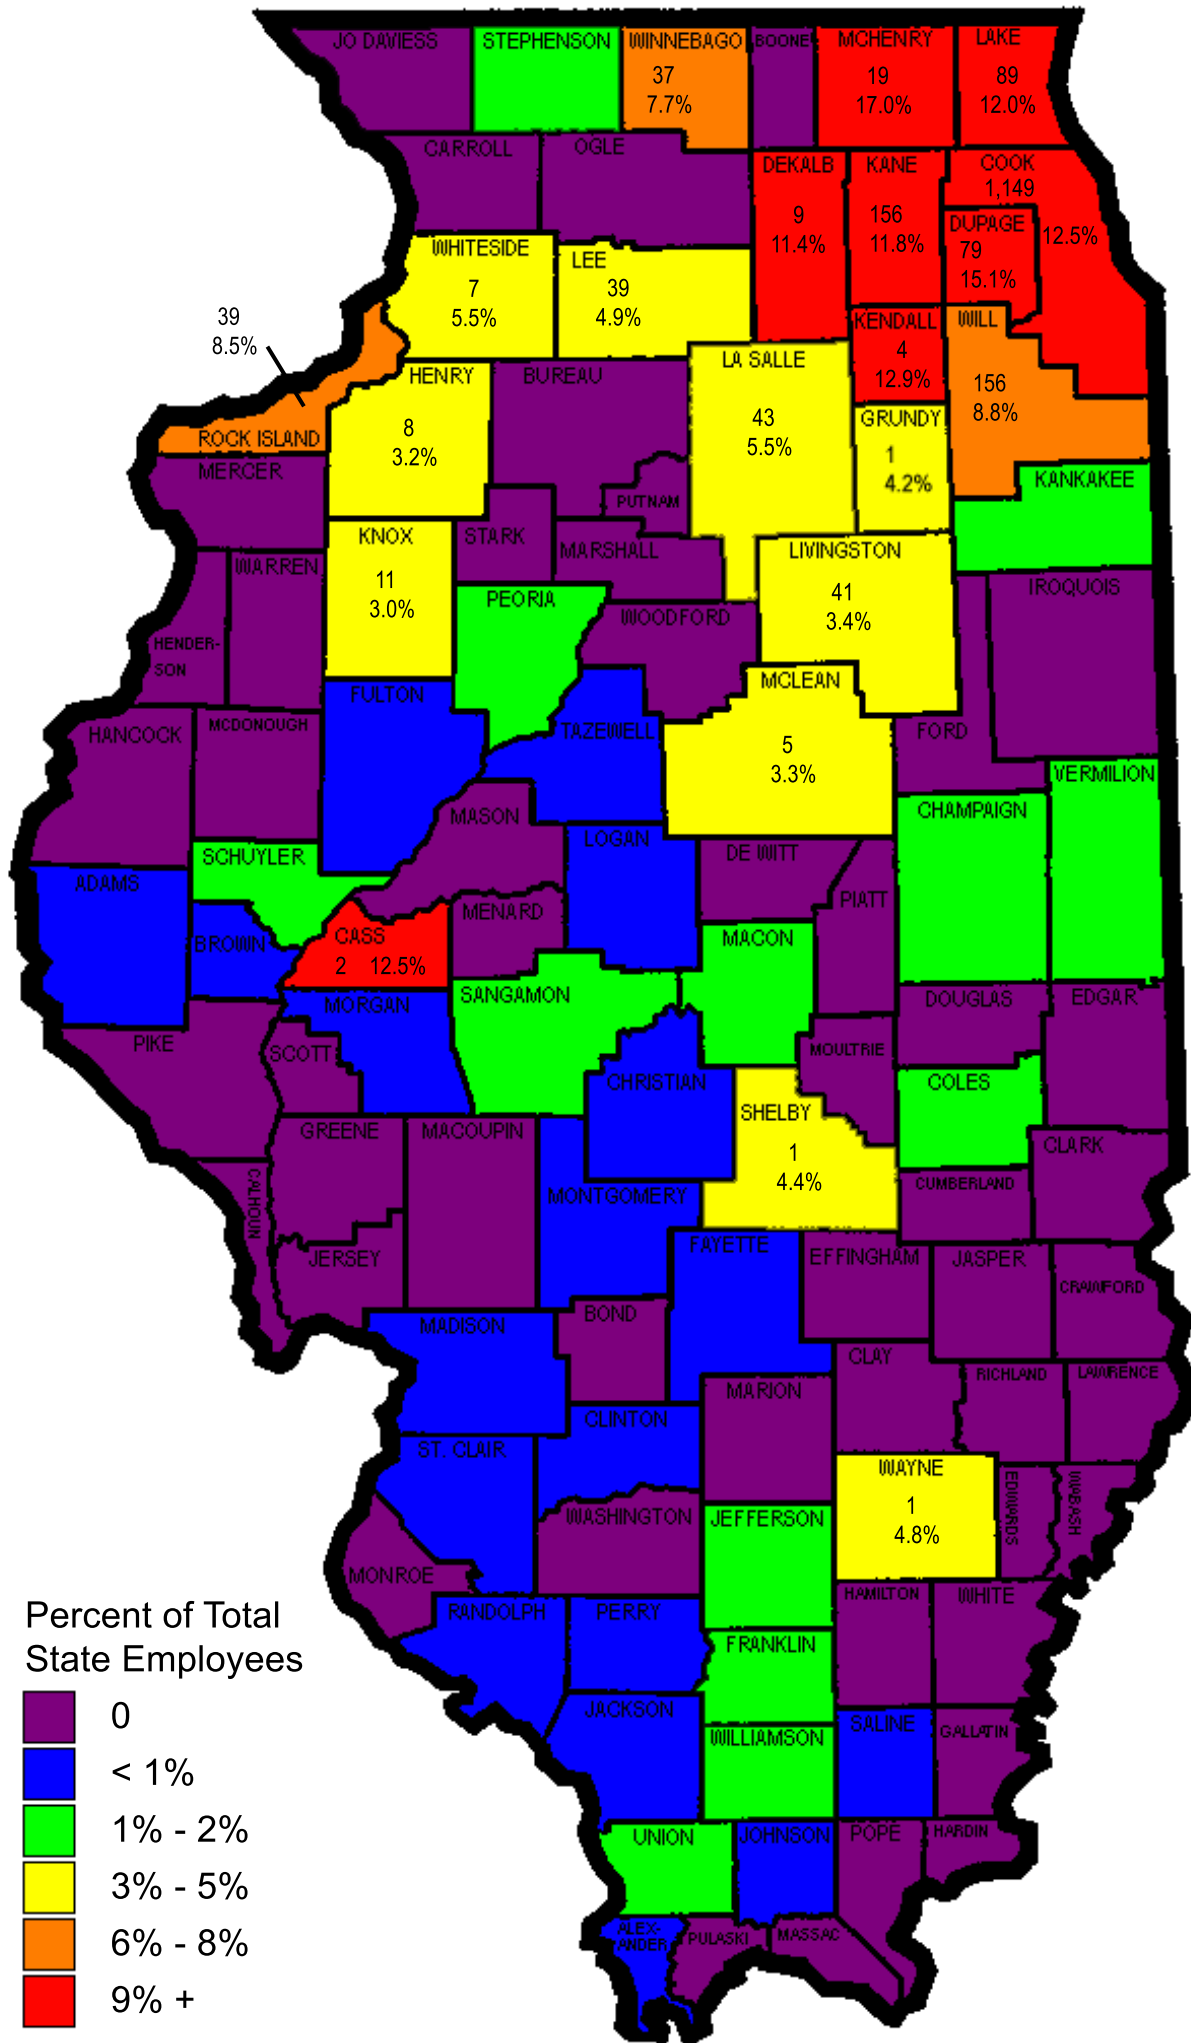 JO DAVIESS
STEPHENSON
WINNEBAGO
37
7.7%
BOONE
MCHENRY
19
17.0%
LAKE
89
12.0%
CARROLL
OGLE
DEKALB
9
11.4%
KANE
156
11.8%
COOK
1,149
12.5%
DUPAGE
79
15.1%
WHITESIDE
7
5.5%
LEE
39
4.9%
39
8.5%
ROCK ISLAND
HENRY
8
3.2%
BUREAU
LA SALLE
43
5.5%
KENDALL
4
12.9%
WILL
156
8.8%
GRUNDY
1
4.2%
KANKAKEE
MERCER
PUTNAM
KNOX
11
3.0%
STARK
MARSHALL
LIVINGSTON
41
3.4%
IROQUOIS
WARREN
HENDER-
SON
PEORIA
WOODFORD
FULTON
TAZEWELL
MCLEAN
5
3.3%
FORD
HANCOCK
MCDONOUGH
VERMILION
CHAMPAIGN
MASON
LOGAN
DE WITT
PIATT
SCHUYLER
ADAMS
BROWN
CASS
2 12.5%
MENARD
MACON
SANGAMON
MORGAN
DOUGLAS
EDGAR
PIKE
SCOTT
MOULTRIE
CHRISTIAN
COLES
SHELBY
1
4.4%
GREENE
MACOUPIN
CLARK
CUMBERLAND
CALHOUN
MONTGOMERY
JERSEY
FAYETTE
EFFINGHAM
JASPER
CRAWFORD
MADISON
BOND
CLAY
RICHLAND
LAWRENCE
MARION
CLINTON
ST. CLAIR
WAYNE
1
4.8%
EDWARDS
WABASH
WASHINGTON
JEFFERSON
MONROE
HAMILTON
WHITE
RANDOLPH
PERRY
FRANKLIN
JACKSON
WILLIAMSON
SALINE
GALLATIN
UNION
JOHNSON
POPE
HARDIN
ALEX-
ANDER
PULASKI
MASSAC
Percent of Total
State Employees
0
< 1%
1% - 2%
3% - 5%
6% - 8%
9% +